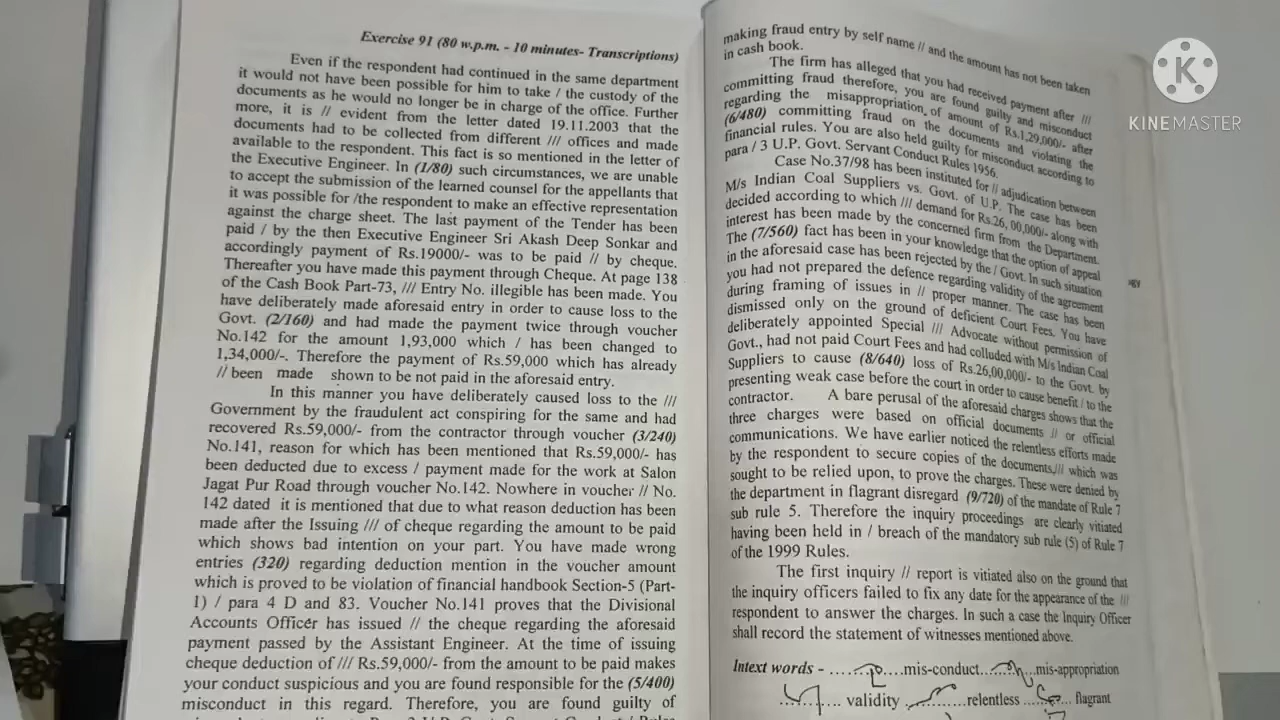 Exercise 91 (80 w.p.m. - 10 minutes- Transcriptions)
Even if the respondent had continued in the same department
it would not have been possible for him to take / the custody of the
documents as he would no longer be in charge of the office. Further
more, it is // evident from the letter dated 19.11.2003 that the
documents had to be collected from different /// offices and made
available to the respondent. This fact is so mentioned in the letter of
the Executive Engineer. In (1/80) such circumstances, we are unable
to accept the submission of the learned counsel for the appellants that
it was possible for /the respondent to make an effective representation
against the charge sheet. The last payment of the Tender has been
paid / by the then Executive Engineer Sri Akash Deep Sonkar and
accordingly payment of Rs.19000/- was to be paid // by cheque.
Thereafter you have made this payment through Cheque. At page 138
of the Cash Book Part-73, /// Entry No. illegible has been made. You
have deliberately made aforesaid entry in order to cause loss to the
Govt. (2/160) and had made the payment twice through voucher
No.142 for the amount 1,93,000 which / has been changed to
1,34,000/-. Therefore the payment of Rs.59,000 which has already
// been made shown to be not paid in the aforesaid entry.
In this manner you have deliberately caused loss to the ///
Government by the fraudulent act conspiring for the same and had
recovered Rs.59,000/- from the contractor through voucher (3/240)
No.141, reason for which has been mentioned that Rs.59,000/- has
been deducted due to excess / payment made for the work at Salon
Jagat Pur Road through voucher No.142. Nowhere in voucher // No.
142 dated it is mentioned that due to what reason deduction has been
made after the Issuing /// of cheque regarding the amount to be paid
which shows bad intention on your part. You have made wrong
entries (320) regarding deduction mention in the voucher amount
which is proved to be violation of financial handbook Section-5 (Part-
1) / para 4 D and 83. Voucher No.141 proves that the Divisional
Accounts Officer has issued // the cheque regarding the aforesaid
payment passed by the Assistant Engineer. At the time of issuing
cheque deduction of /// Rs.59,000/- from the amount to be paid makes
your conduct suspicious and you are found responsible for the (5/400)
misconduct in this regard. Therefore, you are found guilty of
making fraud entry by self name // and the amount has not been taken
in cash book.
The firm has alleged that you had received payment after ///
committing fraud therefore, you are found guilty and misconduct
regarding the misappropriation of amount of Rs.1,29,000/- after
(6/480) committing fraud on the documents and violating the
financial rules. You are also held guilty for misconduct according to
para / 3 U.P. Govt. Servant Conduct Rules 1956.
Case No.37/98 has been instituted for // adjudication between
M/s Indian Coal Suppliers vs. Govt. of U.P. The case has been
decided according to which /// demand for Rs.26, 00,000/- along with
interest has been made by the concerned firm from the Department.
The (7/560) fact has been in your knowledge that the option of appeal
in the aforesaid case has been rejected by the / Govt. In such situation
you had not prepared the defence regarding validity of the agreement
during framing of issues in // proper manner. The case has been
dismissed only on the ground of deficient Court Fees. You have
deliberately appointed Special /// Advocate without permission of
Govt., had not paid Court Fees and had colluded with M/s Indian Coal
Suppliers to cause (8/640) loss of Rs.26,00,000/- to the Govt. by
presenting weak case before the court in order to cause benefit / to the
contractor. A bare perusal of the aforesaid charges shows that the
three charges were based on official documents // or official
communications. We have earlier noticed the relentless efforts made
by the respondent to secure copies of the documents,/// which was
sought to be relied upon, to prove the charges. These were denied by
the department in flagrant disregard (9/720) of the mandate of Rule 7
sub rule 5. Therefore the inquiry proceedings are clearly vitiated
having been held in / breach of the mandatory sub rule (5) of Rule 7
of the 1999 Rules.
The first inquiry // report is vitiated also on the ground that
the inquiry officers failed to fix any date for the appearance of the ///
respondent to answer the charges. In such a case the Inquiry Officer
shall record the statement of witnesses mentioned above.
Intext words - mis-conduct mis-appropriation
validity relentless flagrant
K
KINEMASTER